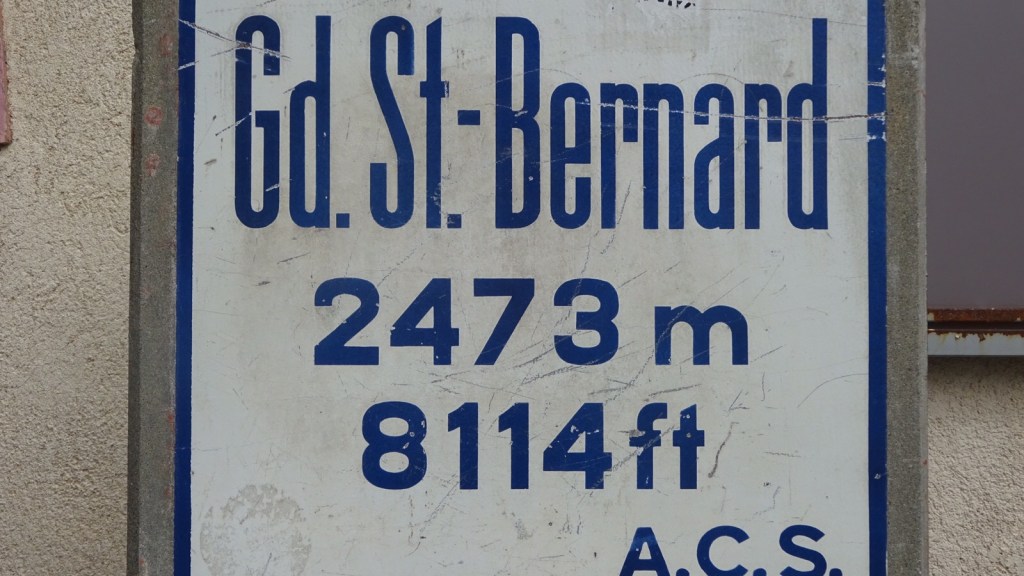 Gd. St.-Bernard
2473 m
8114 ft
A.C.S.